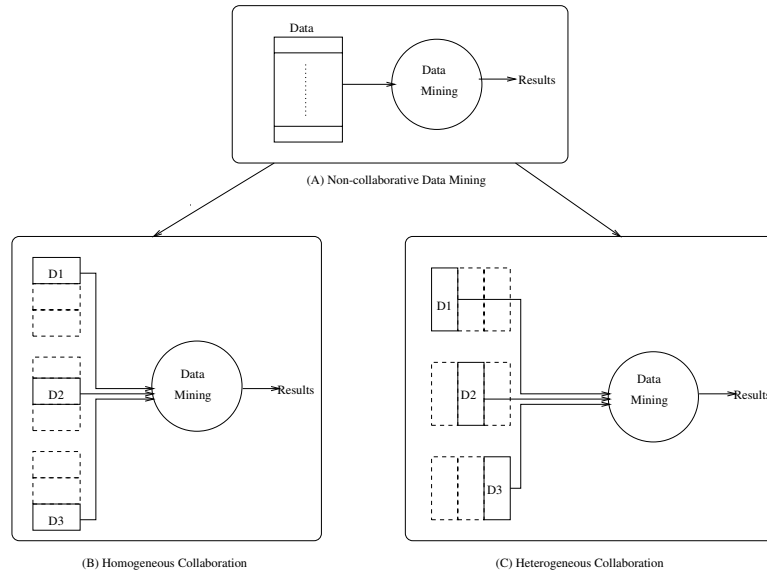 Data
Data
Mining
Results
(A) Non-collaborative Data Mining
D1
D2
D3
Data
Mining
Results
(B) Homogeneous Collaboration
D1
D2
D3
Data
Mining
Results
(C) Heterogeneous Collaboration